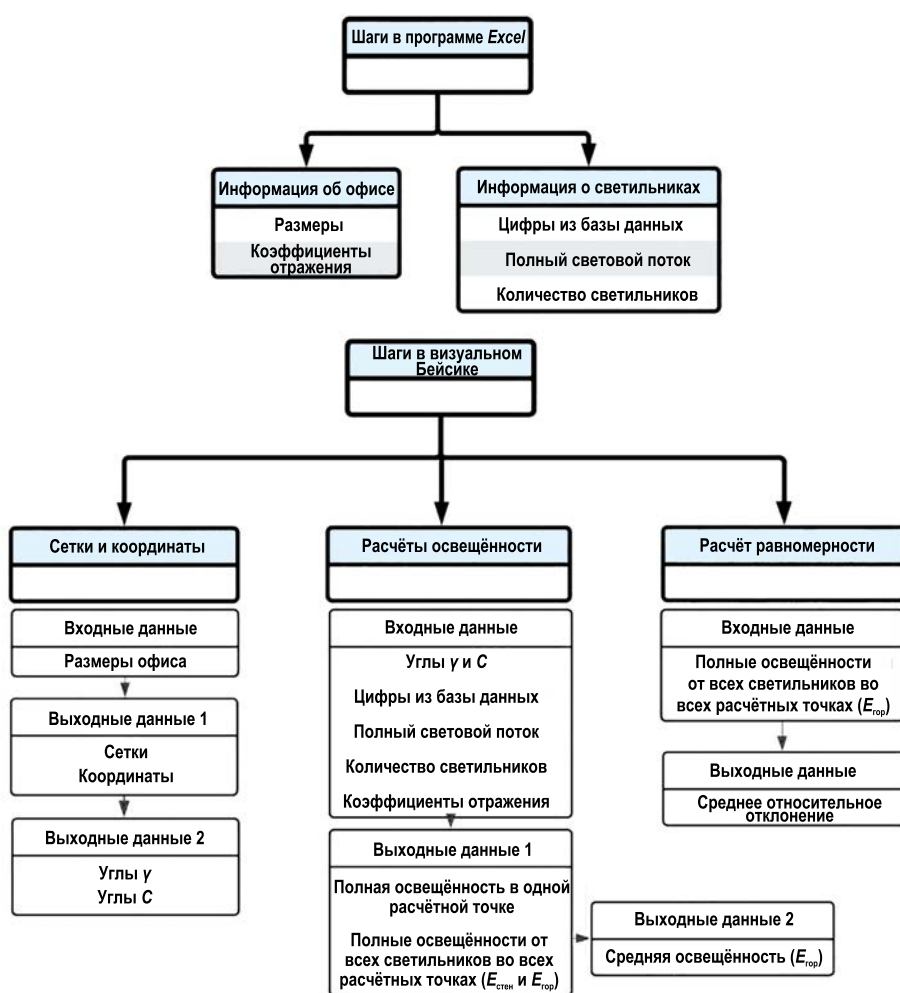 Шаги в программе Excel
Информация об офисе
Размеры
Коэффициенты
отражения
Информация о светильниках
Цифры из базы данных
Полный световой поток
Количество светильников
Шаги в визуальном
Бейсике
Сетки и координаты
Входные данные
Размеры офиса
Выходные данные 1
Сетки
Координаты
Выходные данные 2
Углы γ
Углы C
Расчёты освещённости
Входные данные
Углы γ и C
Цифры из базы данных
Полный световой поток
Количество светильников
Коэффициенты отражения
Выходные данные 1
Полная освещённость в одной
расчётной точке
Полные освещённости от
всех светильников во всех
расчётных точках (Eстен и Eгор)
Выходные данные 2
Средняя освещённость (Eгор)
Расчёт равномерности
Входные данные
Полные освещённости
от всех светильников во
всех расчётных точках (Eгор)
Выходные данные
Среднее относительное
отклонение